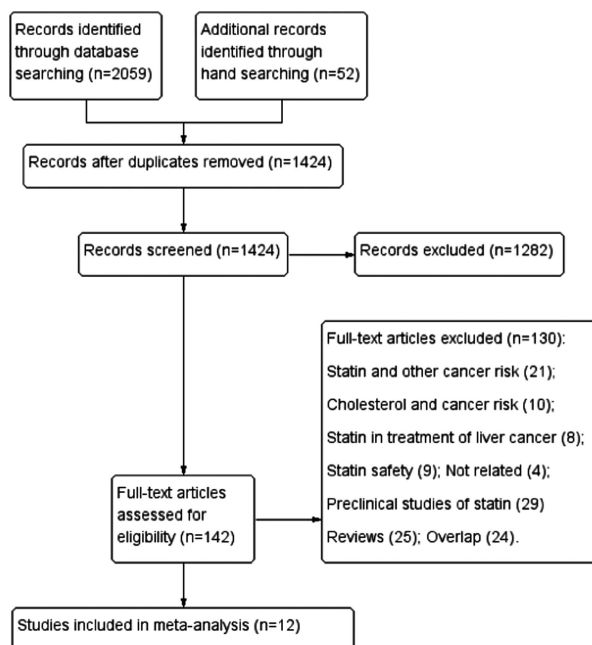 Records identified
through database
searching (n=2059)
Additional records
identified through
hand searching (n=52)
Records after duplicates removed (n=1424)
Records screened (n=1424)
Records excluded (n=1282)
Full-text articles excluded (n=130):
Statin and other cancer risk (21);
Cholesterol and cancer risk (10);
Statin in treatment of liver cancer (8);
Statin safety (9); Not related (4);
Preclinical studies of statin (29)
Reviews (25); Overlap (24).
Full-text articles
assessed for
eligibility (n=142)
Studies included in meta-analysis (n=12)